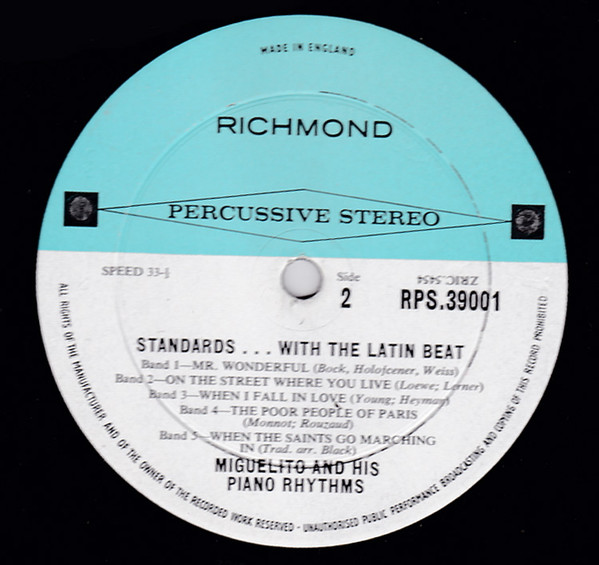 MADE IN ENGLAND
RICHMOND
PERCUSSIVE STEREO
SPEED 33-⅓
Side
2
ZRIC.5454
RPS.39001
STANDARDS . . . WITH THE LATIN BEAT
Band 1—MR. WONDERFUL (Bock, Holofcener, Weiss)
Band 2—ON THE STREET WHERE YOU LIVE (Loewe; Lerner)
Band 3—WHEN I FALL IN LOVE (Young; Heyman)
Band 4—THE POOR PEOPLE OF PARIS
(Monnot; Rouzaud)
Band 5—WHEN THE SAINTS GO MARCHING
IN (Trad. arr. Black)
MIGUELITO AND HIS
PIANO RHYTHMS
ALL RIGHTS OF THE MANUFACTURER AND OF THE OWNER OF THE RECORDED WORK RESERVED - UNAUTHORISED PUBLIC PERFORMANCE BROADCASTING AND COPYING OF THIS RECORD PROHIBITED